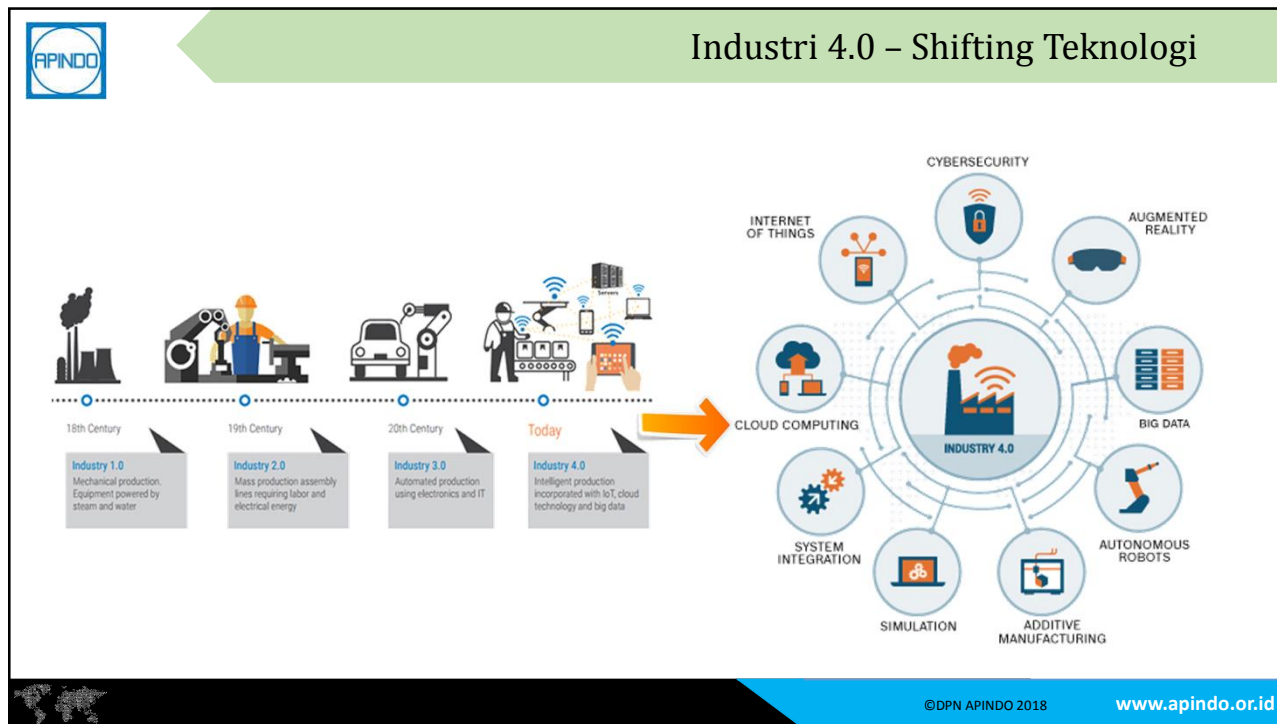 APINDO
Industri 4.0 – Shifting Teknologi
Servers
18th Century
Industry 1.0
Mechanical production.
Equipment powered by
steam and water
19th Century
Industry 2.0
Mass production assembly
lines requiring labor and
electrical energy
20th Century
Industry 3.0
Automated production
using electronics and IT
Today
Industry 4.0
Intelligent production
incorporated with IoT, cloud
technology and big data
CYBERSECURITY
INTERNET
OF THINGS
AUGMENTED
REALITY
CLOUD COMPUTING
INDUSTRY 4.0
BIG DATA
SYSTEM
INTEGRATION
AUTONOMOUS
ROBOTS
SIMULATION
ADDITIVE
MANUFACTURING
©DPN APINDO 2018
www.apindo.or.id